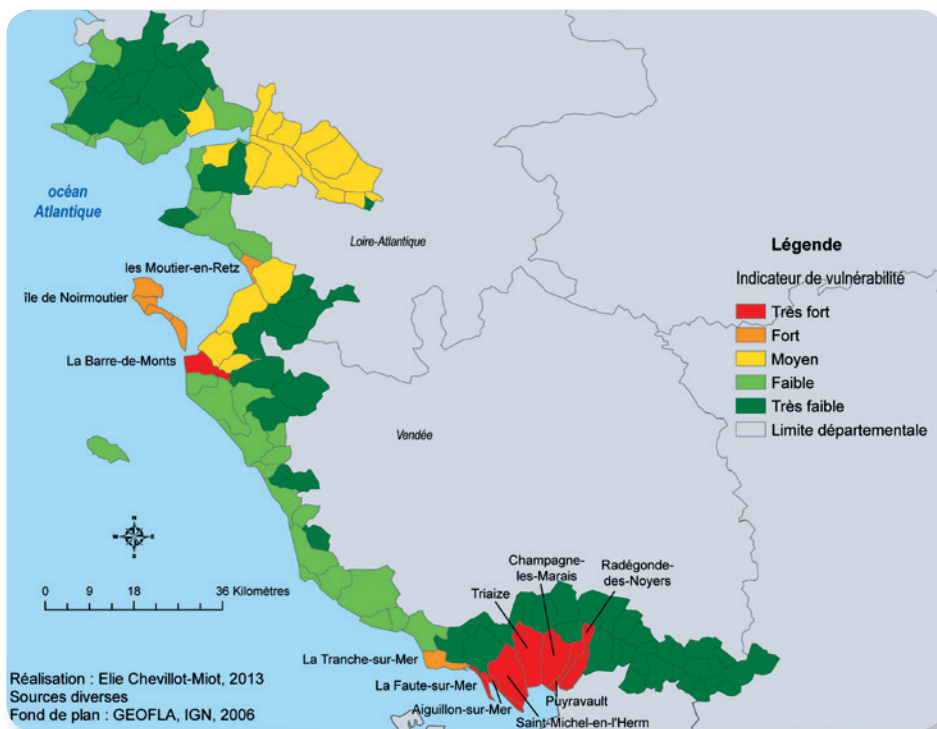 océan
Atlantique
Loire-Atlantique
les Moutier-en-Retz
île de Noirmoutier
La Barre-de-Monts
Vendée
Légende
Indicateur de vulnérabilité
Très fort
Fort
Moyen
Faible
Très faible
Limite départementale
N
W
E
S
0 9 18 36 Kilomètres
Champagne-
les-Marais
Radégonde-
des-Noyers
Triaize
La Tranche-sur-Mer
La Faute-sur-Mer
Aiguillon-sur-Mer
Puyravault
Saint-Michel-en-l'Herm
Réalisation : Elie Chevillot-Miot, 2013
Sources diverses
Fond de plan : GEOFLA, IGN, 2006